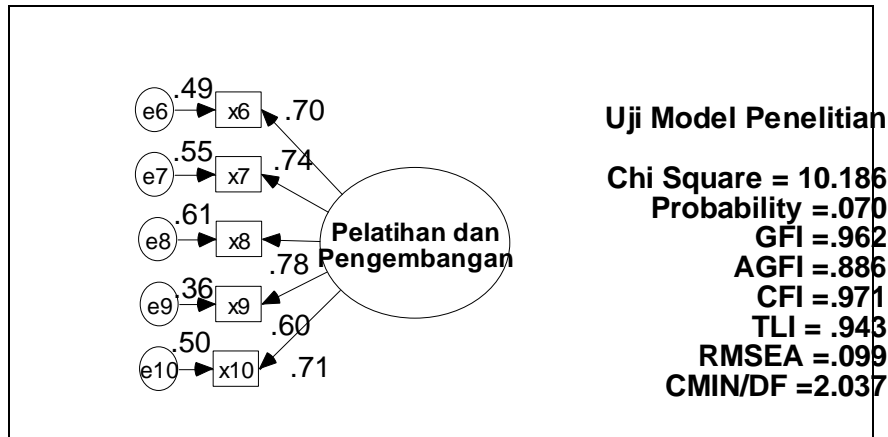 .49
e6
x6
.70
.55
e7
x7
.74
.61
e8
x8
.78
.36
e9
x9
.60
.50
e10
x10
.71
Pelatihan dan
Pengembangan
Uji Model Penelitian
Chi Square = 10.186
Probability =.070
GFI =.962
AGFI =.886
CFI =.971
TLI = .943
RMSEA =.099
CMIN/DF =2.037